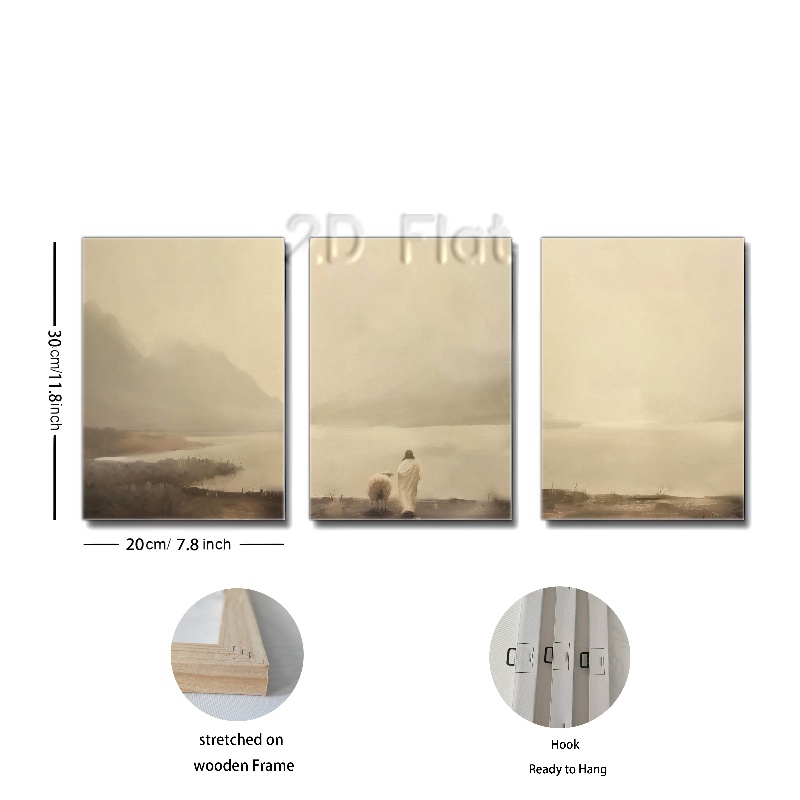 2D Flat
30cm/11.8inch
20cm/ 7.8 inch
stretched on
wooden Frame
Hook
Ready to Hang